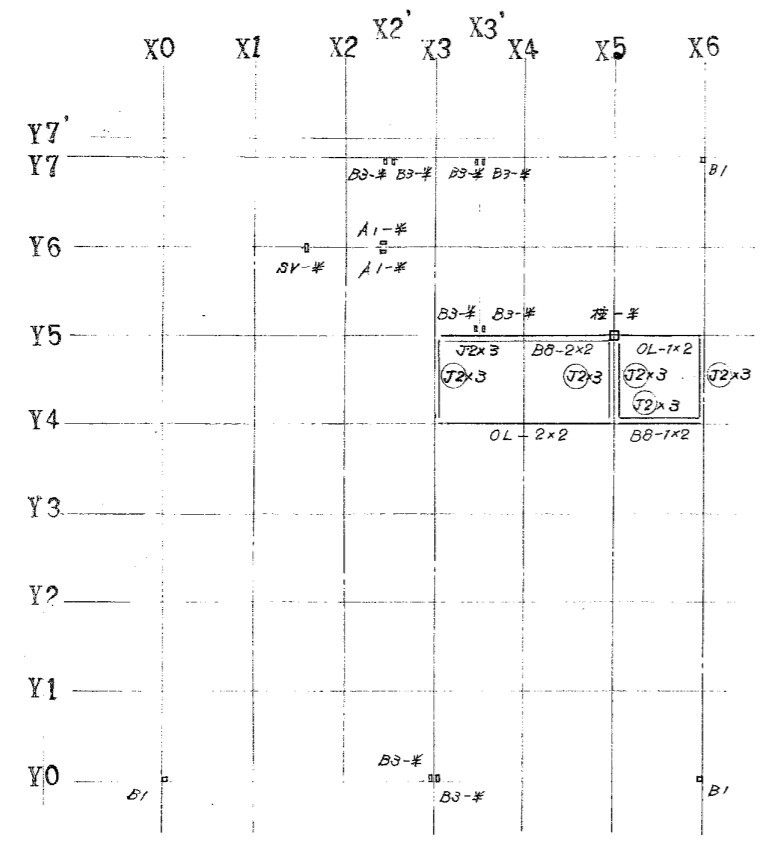 X2' X3'
X0 X1 X2 X3 X4 X5 X6
Y7'
Y7
B1
B3-半 B3-半 B3-半 B3-半
A1-半
Y6
SV-半 A1-半
B3-半 B3-半 柱-半
Y5
J2×3 B8-2×2 OL-1×2
J2×3 J2×3 J2×3 J2×3
J2×3
Y4
OL-2×2 B8-1×2
Y3
Y2
Y1
B3-半
Y0
B1 B3-半 B1